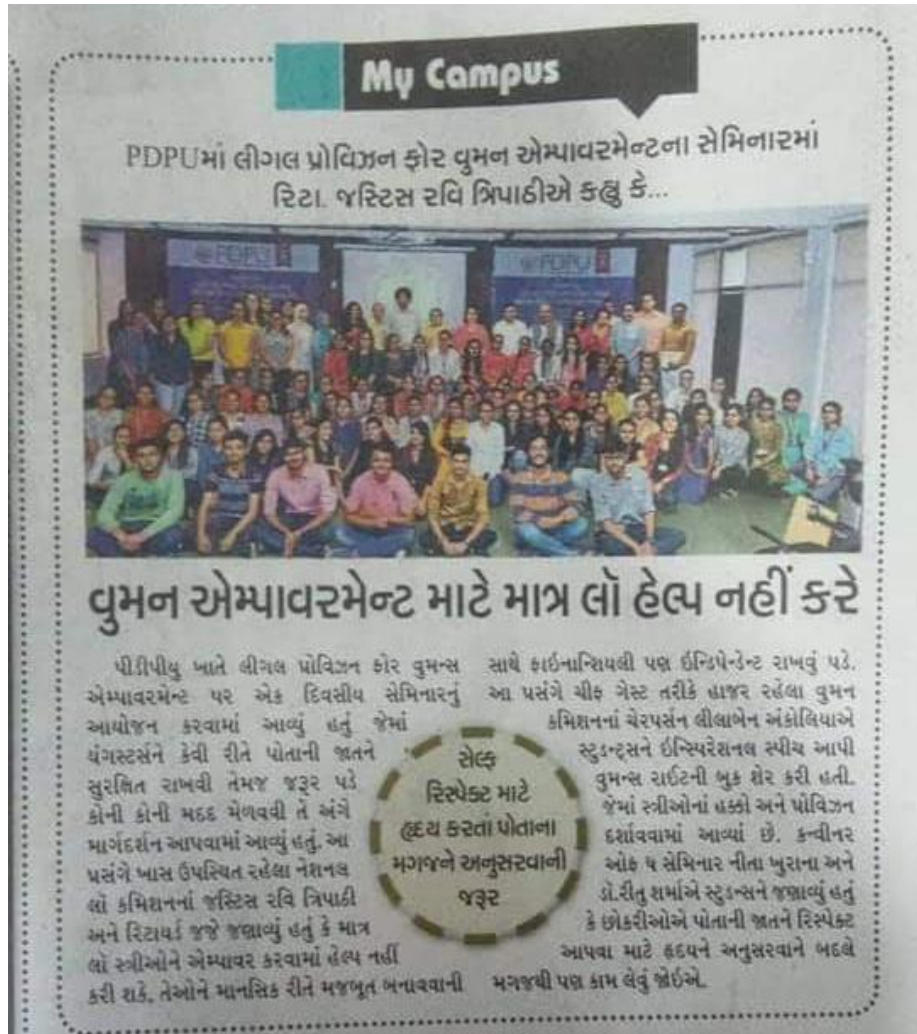 My Campus
PDPUમાં લીગલ પ્રોવિઝન ફોર વુમન એમ્પાવરમેન્ટના સેમિનારમાં
રિટા. જસ્ટિસ રવિ ત્રિપાઠીએ કહ્યુ કે...
PDPU
PDPU
વુમન એમ્પાવરમેન્ટ માટે માત્ર લૉ હેલ્પ નહીં કરે
પીડીપીયુ ખાતે લીગલ પ્રોવિઝન ફોર વુમન્સ
એમ્પાવરમેન્ટ પર એક દિવસીય સેમિનારનું
આયોજન કરવામાં આવ્યું હતું જેમાં
યંગસ્ટર્સને કેવી રીતે પોતાની જાતને
સુરક્ષિત રાખવી તેમજ જરૂર પડે
કોની કોની મદદ મેળવવી તે અંગે
માર્ગદર્શન આપવામાં આવ્યું હતું. આ
પ્રસંગે ખાસ ઉપસ્થિત રહેલા નેશનલ
લૉ કમિશનનાં જસ્ટિસ રવિ ત્રિપાઠી
અને રિટાયર્ડ જજે જણાવ્યું હતું કે માત્ર
લૉ સ્ત્રીઓને એમ્પાવર કરવામાં હેલ્પ નહીં
કરી શકે. તેઓને માનસિક રીતે મજબૂત બનાવવાની
સેલ્ફ
રિસ્પેક્ટ માટે
હૃદય કરતાં પોતાના
મગજને અનુસરવાની
જરૂર
સાથે ફાઇનાન્શિયલી પણ ઇન્ડિપેન્ડેન્ટ રાખવું પડે.
આ પ્રસંગે ચીફ ગેસ્ટ તરીકે હાજર રહેલા વુમન
કમિશનનાં ચેરપર્સન લીલાબેન અંકોલિયાએ
સ્ટુડન્ટ્સને ઇન્સ્પિરેશનલ સ્પીચ આપી
વુમન્સ રાઇટની બુક શેર કરી હતી.
જેમાં સ્ત્રીઓનાં હક્કો અને પ્રોવિઝન
દર્શાવવામાં આવ્યાં છે. કન્વીનર
ઓફ ધ સેમિનાર નીતા ખુરાના અને
ડૉ.રીતુ શર્માએ સ્ટુડન્સને જણાવ્યું હતું
કે છોકરીઓએ પોતાની જાતને રિસ્પેક્ટ
આપવા માટે હૃદયને અનુસરવાને બદલે
મગજથી પણ કામ લેવું જોઇએ.